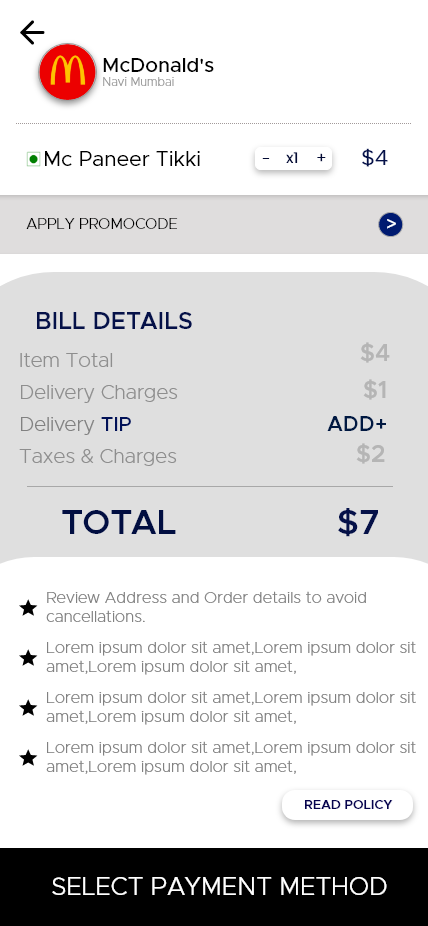 McDonald's
Navi Mumbai
Mc Paneer Tikki - x1 + $4
APPLY PROMOCODE >
BILL DETAILS
Item Total $4
Delivery Charges $1
Delivery TIP ADD+
Taxes & Charges $2
TOTAL $7
Review Address and Order details to avoid
cancellations.
Lorem ipsum dolor sit amet,Lorem ipsum dolor sit
amet,Lorem ipsum dolor sit amet,
Lorem ipsum dolor sit amet,Lorem ipsum dolor sit
amet,Lorem ipsum dolor sit amet,
Lorem ipsum dolor sit amet,Lorem ipsum dolor sit
amet,Lorem ipsum dolor sit amet,
READ POLICY
SELECT PAYMENT METHOD